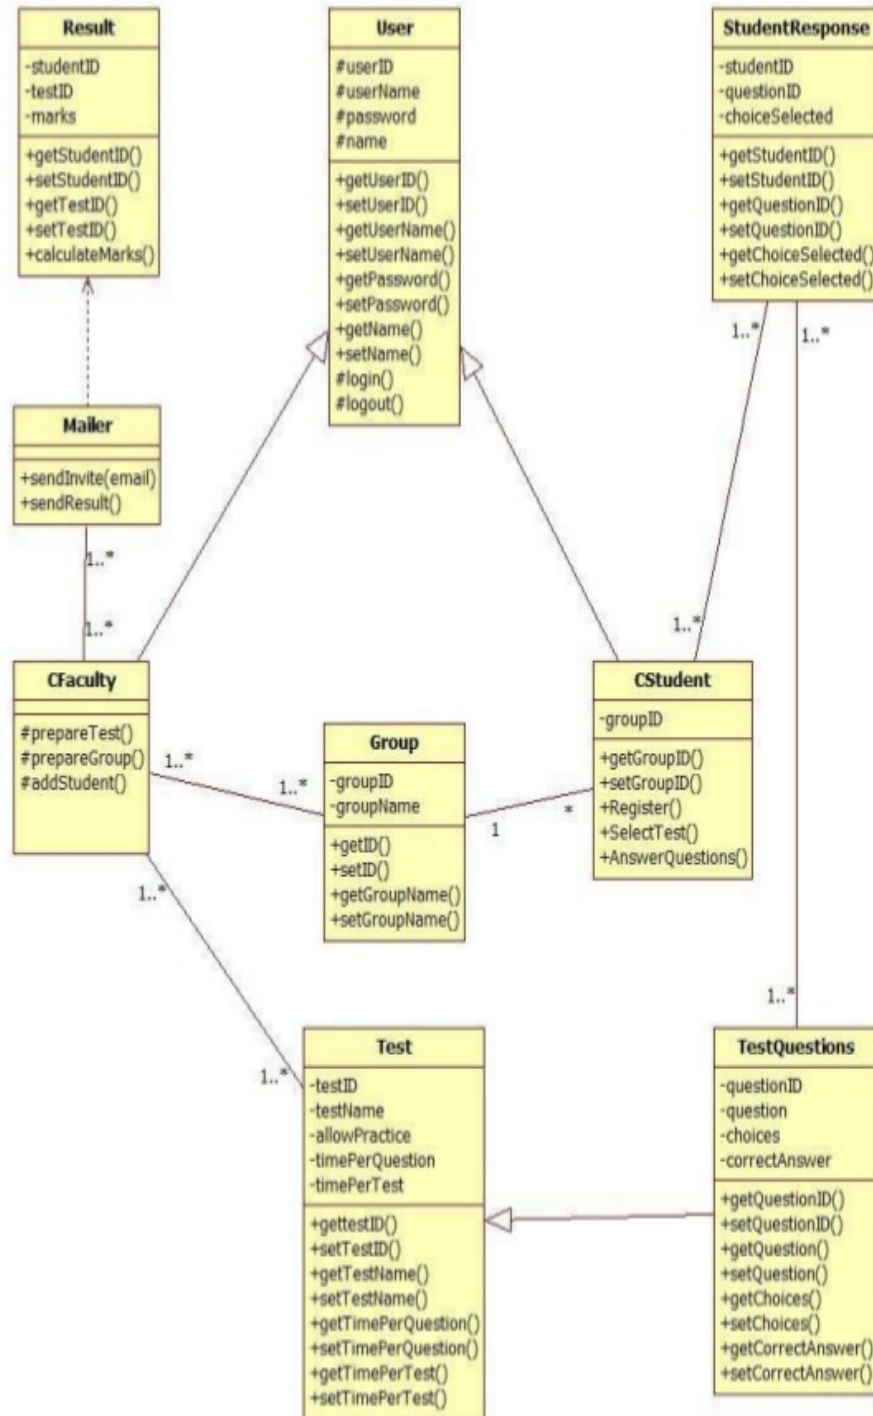 Result
-studentID
-testID
-marks
+getStudentID()
+setStudentID()
+getTestID()
+setTestID()
+calculateMarks()
User
#userID
#userName
#password
#name
+getUserID()
+setUserID()
+getUserName()
+setUserName()
+getPassword()
+setPassword()
+getName()
+setName()
#login()
#logout()
StudentResponse
-studentID
-questionID
-choiceSelected
+getStudentID()
+setStudentID()
+getQuestionID()
+setQuestionID()
+getChoiceSelected()
+setChoiceSelected()
1..*
1..*
Mailer
+sendInvite(email)
+sendResult()
1..*
1..*
1..*
CFaculty
#prepareTest()
#prepareGroup()
#addStudent()
1..*
1..*
Group
-groupID
-groupName
+getID()
+setID()
+getGroupName()
+setGroupName()
1
*
CStudent
-groupID
+getGroupID()
+setGroupID()
+Register()
+SelectTest()
+AnswerQuestions()
1..*
1..*
1..*
Test
-testID
-testName
-allowPractice
-timePerQuestion
-timePerTest
+gettestID()
+setTestID()
+getTestName()
+setTestName()
+getTimePerQuestion()
+setTimePerQuestion()
+getTimePerTest()
+setTimePerTest()
TestQuestions
-questionID
-question
-choices
-correctAnswer
+getQuestionID()
+setQuestionID()
+getQuestion()
+setQuestion()
+getChoices()
+setChoices()
+getCorrectAnswer()
+setCorrectAnswer()